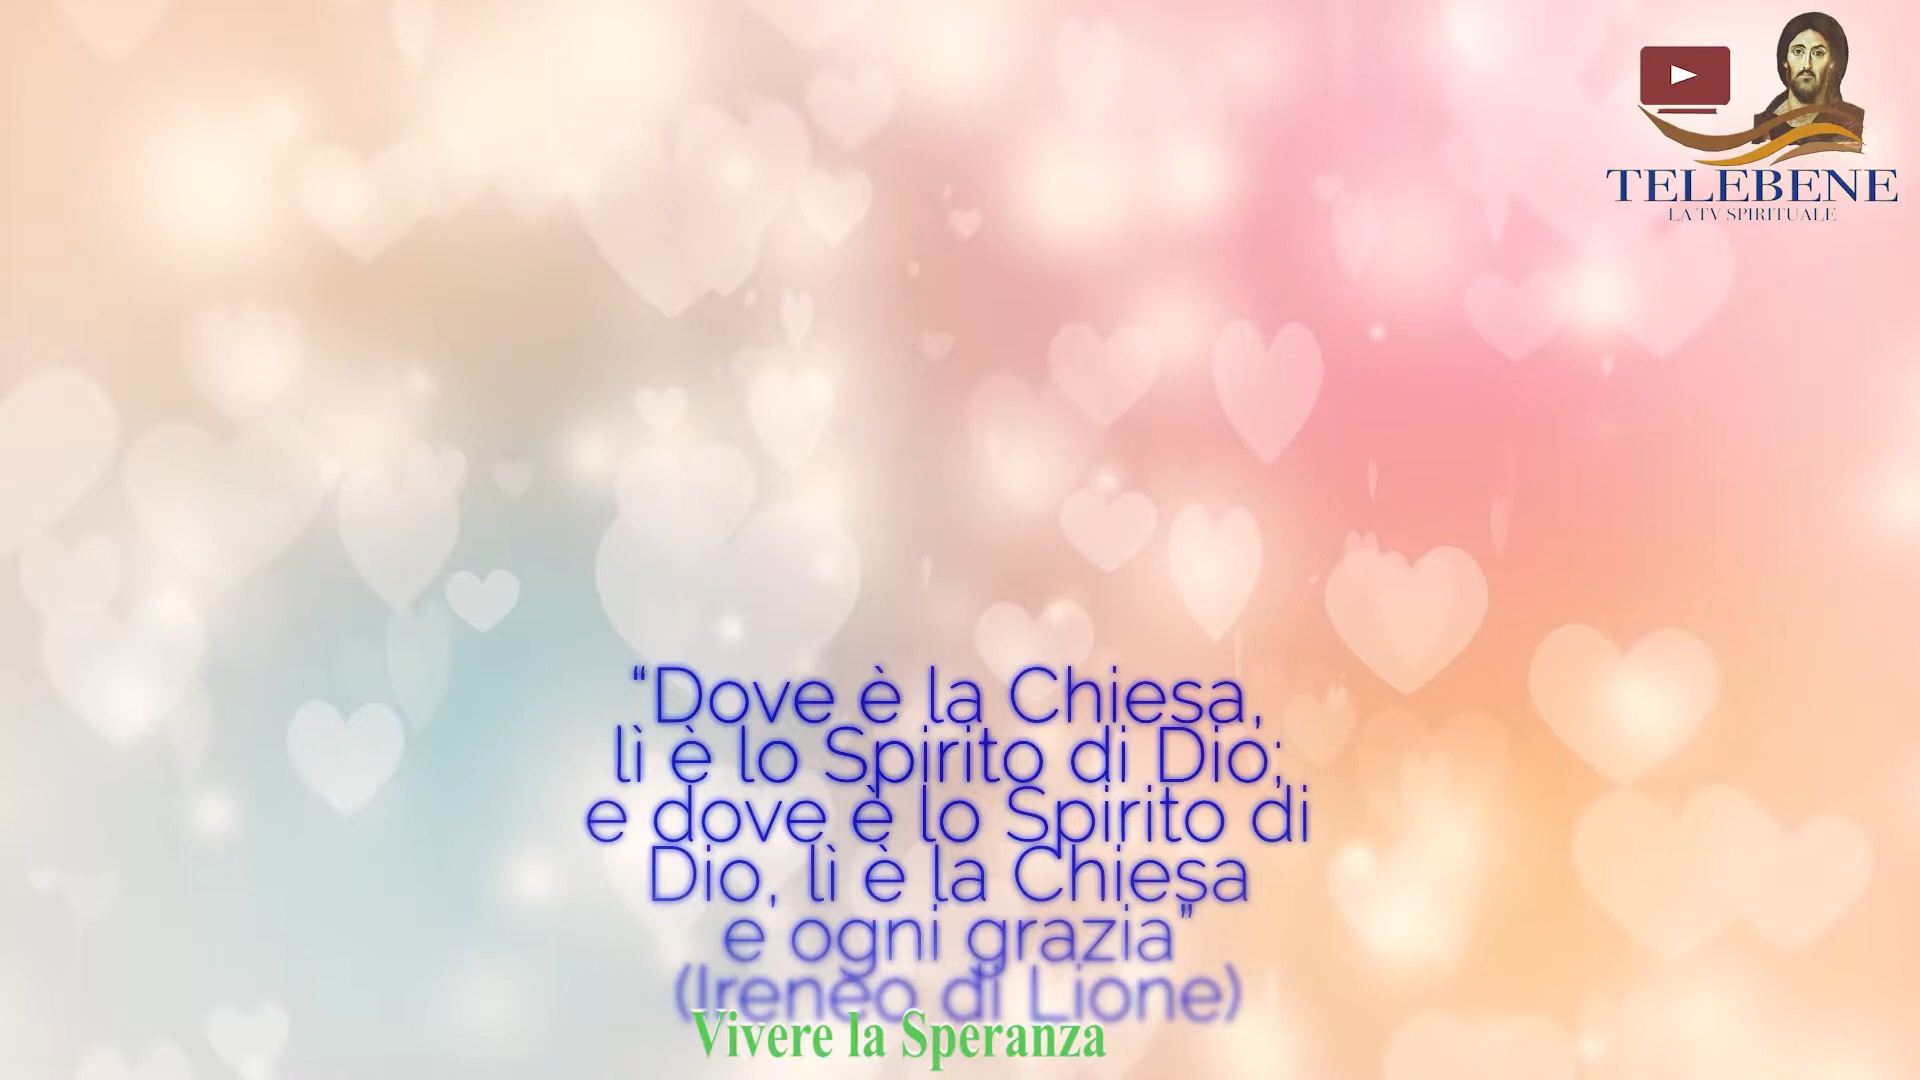 TELEBENE
LA TV SPIRITUALE
“Dove è la Chiesa,
lì è lo Spirito di Dio;
e dove è lo Spirito di
Dio, lì è la Chiesa
e ogni grazia”
(Ireneo di Lione)
Vivere la Speranza